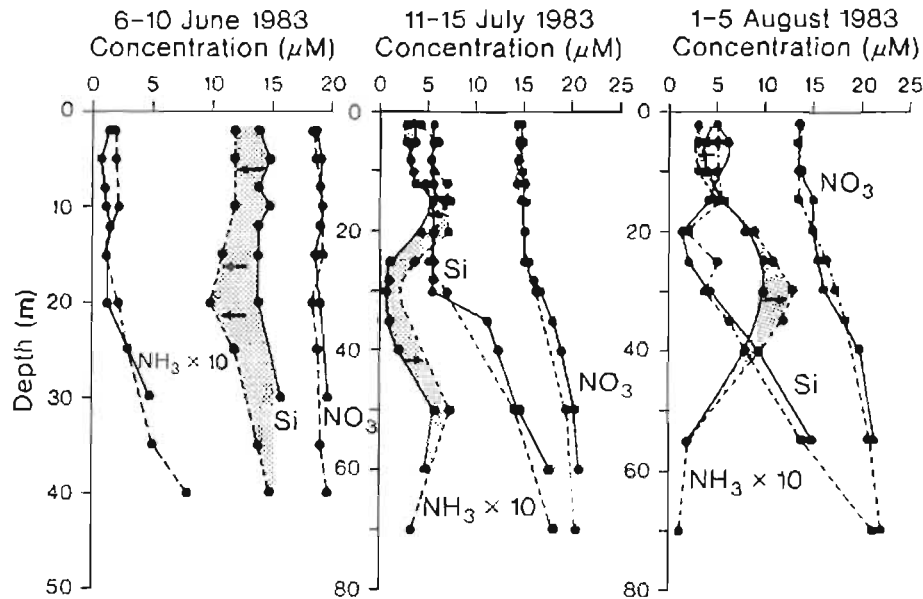 6-10 June 1983
Concentration (μM)
0 5 10 15 20
0
10
20
30
40
50
Depth (m)
NH3 × 10
Si
NO3
11-15 July 1983
Concentration (μM)
0 5 10 15 20 25
0
20
40
60
80
Si
NO3
NH3 × 10
1-5 August 1983
Concentration (μM)
0 5 10 15 20 25
0
20
40
60
80
NO3
Si
NH3 × 10